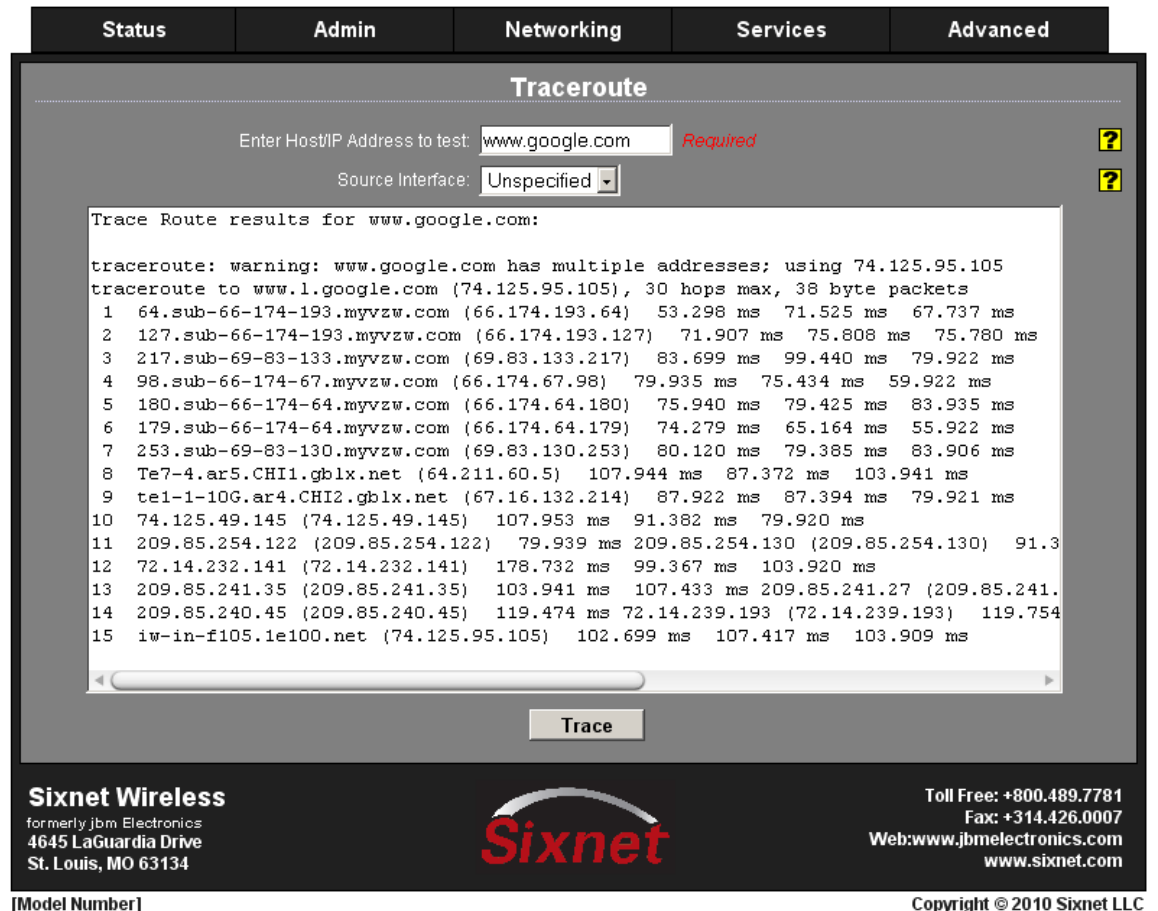 Status Admin Networking Services Advanced
Traceroute
Enter Host/IP Address to test: www.google.com Required ?
Source Interface: Unspecified ?
Trace Route results for www.google.com:
traceroute: warning: www.google.com has multiple addresses; using 74.125.95.105
traceroute to www.l.google.com (74.125.95.105), 30 hops max, 38 byte packets
1 64.sub-66-174-193.myvzw.com (66.174.193.64) 53.298 ms 71.525 ms 67.737 ms
2 127.sub-66-174-193.myvzw.com (66.174.193.127) 71.907 ms 75.808 ms 75.780 ms
3 217.sub-69-83-133.myvzw.com (69.83.133.217) 83.699 ms 99.440 ms 79.922 ms
4 98.sub-66-174-67.myvzw.com (66.174.67.98) 79.935 ms 75.434 ms 59.922 ms
5 180.sub-66-174-64.myvzw.com (66.174.64.180) 75.940 ms 79.425 ms 83.935 ms
6 179.sub-66-174-64.myvzw.com (66.174.64.179) 74.279 ms 65.164 ms 55.922 ms
7 253.sub-69-83-130.myvzw.com (69.83.130.253) 80.120 ms 79.385 ms 83.906 ms
8 Te7-4.ar5.CHI1.gblx.net (64.211.60.5) 107.944 ms 87.372 ms 103.941 ms
9 te1-1-10G.ar4.CHI2.gblx.net (67.16.132.214) 87.922 ms 87.394 ms 79.921 ms
10 74.125.49.145 (74.125.49.145) 107.953 ms 91.382 ms 79.920 ms
11 209.85.254.122 (209.85.254.122) 79.939 ms 209.85.254.130 (209.85.254.130) 91.3
12 72.14.232.141 (72.14.232.141) 178.732 ms 99.367 ms 103.920 ms
13 209.85.241.35 (209.85.241.35) 103.941 ms 107.433 ms 209.85.241.27 (209.85.241.
14 209.85.240.45 (209.85.240.45) 119.474 ms 72.14.239.193 (72.14.239.193) 119.754
15 iw-in-f105.1e100.net (74.125.95.105) 102.699 ms 107.417 ms 103.909 ms
Trace
Sixnet Wireless
formerly jbm Electronics
4645 LaGuardia Drive
St. Louis, MO 63134
Sixnet
Toll Free: +800.489.7781
Fax: +314.426.0007
Web:www.jbmelectronics.com
www.sixnet.com
[Model Number] Copyright © 2010 Sixnet LLC